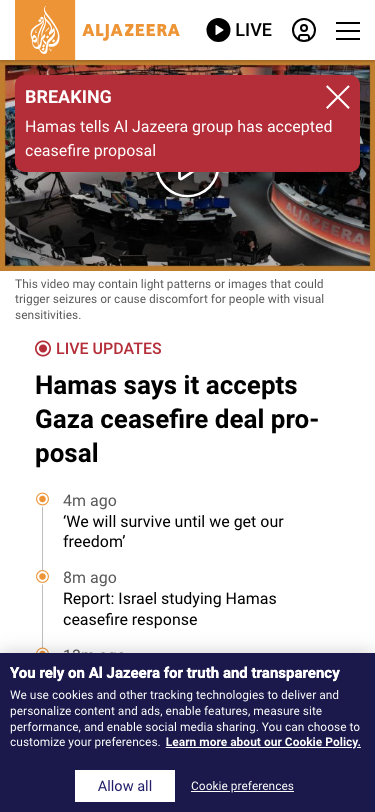 ALJAZEERA LIVE
BREAKING
Hamas tells Al Jazeera group has accepted
ceasefire proposal
ALJAZEERA
This video may contain light patterns or images that could
trigger seizures or cause discomfort for people with visual
sensitivities.
LIVE UPDATES
Hamas says it accepts
Gaza ceasefire deal pro-
posal
4m ago
‘We will survive until we get our
freedom’
8m ago
Report: Israel studying Hamas
ceasefire response
You rely on Al Jazeera for truth and transparency
We use cookies and other tracking technologies to deliver and
personalize content and ads, enable features, measure site
performance, and enable social media sharing. You can choose to
customize your preferences. Learn more about our Cookie Policy.
Allow all Cookie preferences